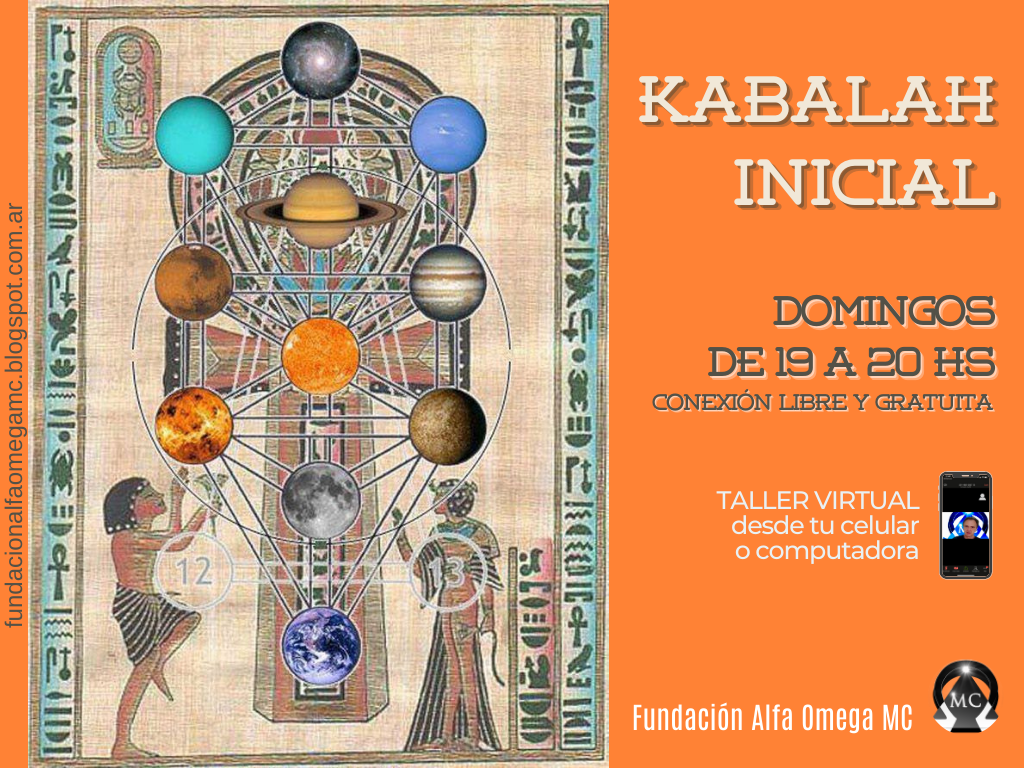 fundacionalfaomegamc.blogspot.com.ar
12
13
KABALAH
INICIAL
DOMINGOS
DE 19 A 20 HS
CONEXIÓN LIBRE Y GRATUITA
TALLER VIRTUAL
desde tu celular
o computadora
Fundación Alfa Omega MC
MC